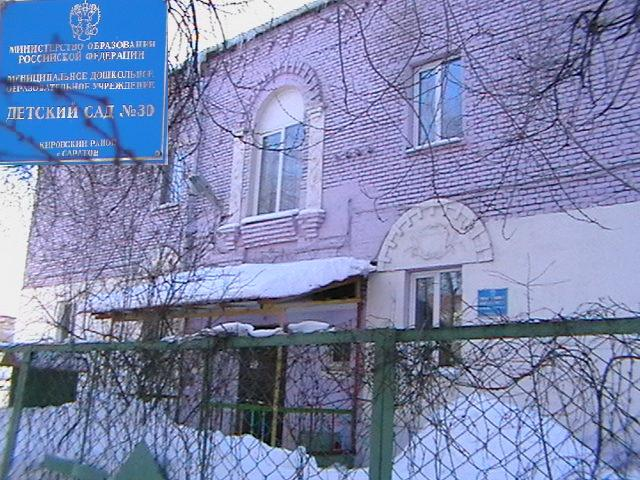 МИНИСТЕРСТВО ОБРАЗОВАНИЯ
РОССИЙСКОЙ ФЕДЕРАЦИИ
МУНИЦИПАЛЬНОЕ ДОШКОЛЬНОЕ
ОБРАЗОВАТЕЛЬНОЕ УЧРЕЖДЕНИЕ
ДЕТСКИЙ САД №30
КИРОВСКИЙ РАЙОН
г.САРАТОВ